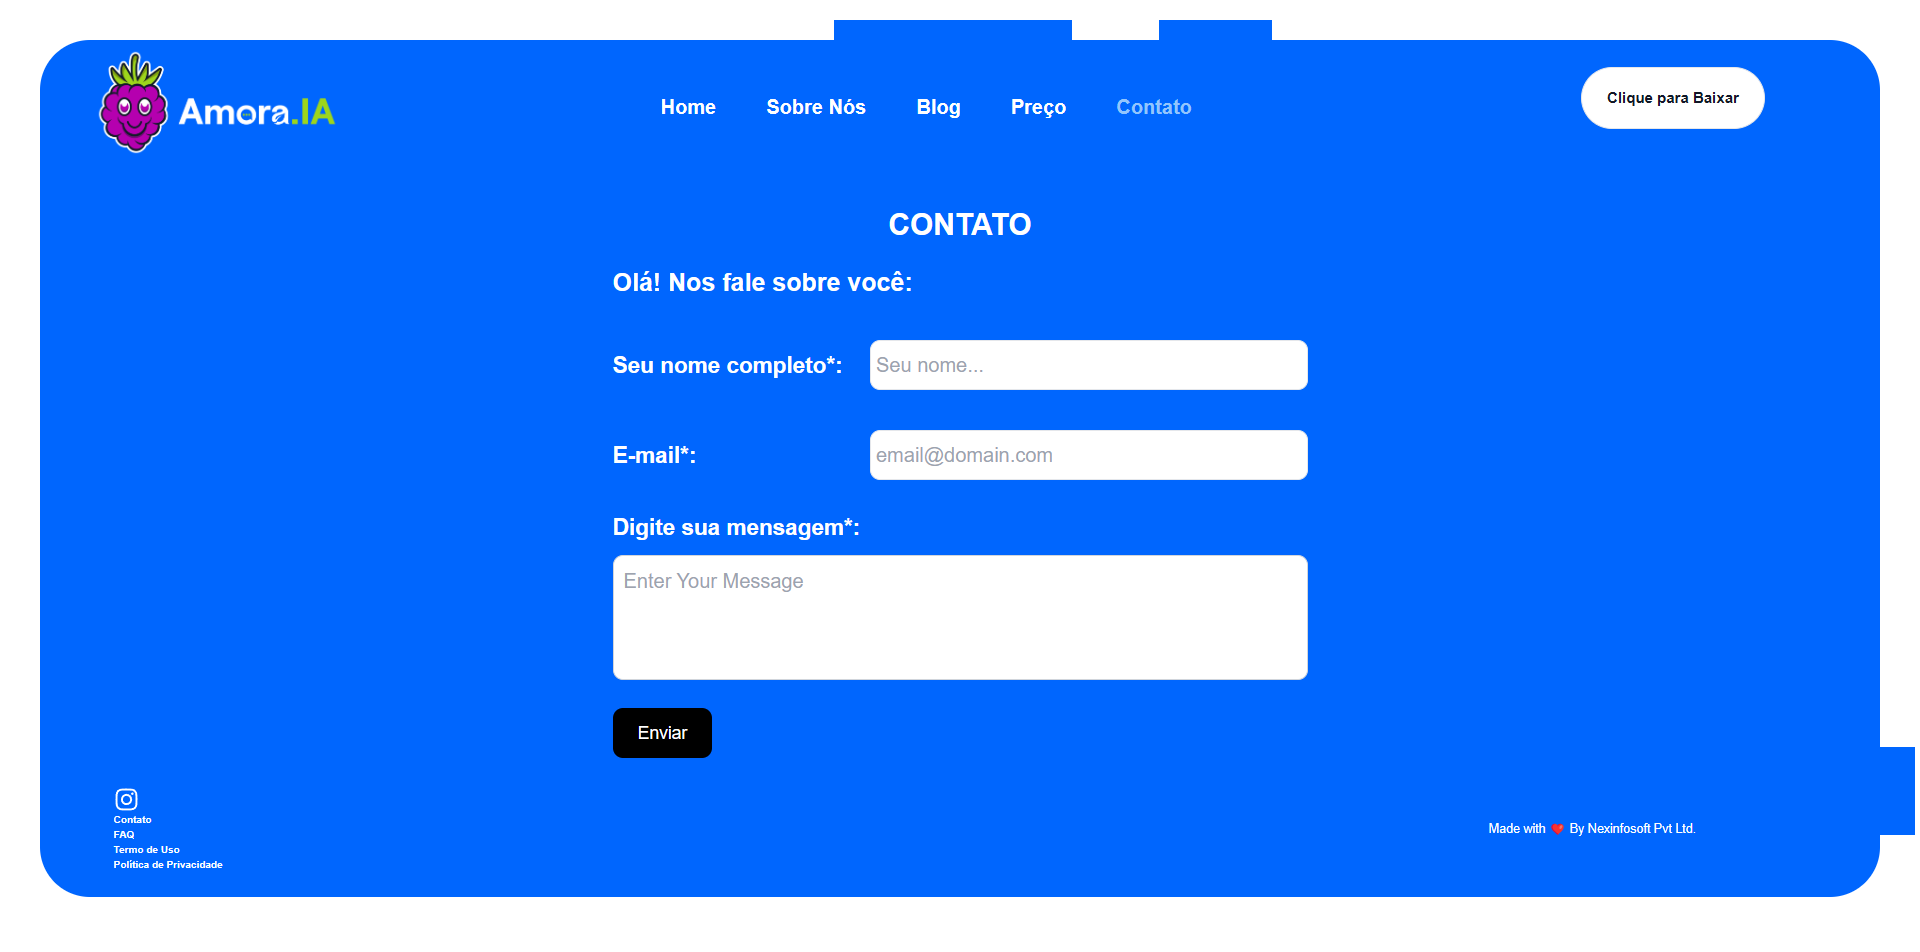 Amora.IA
Home Sobre Nós Blog Preço Contato
Clique para Baixar
CONTATO
Olá! Nos fale sobre você:
Seu nome completo*: Seu nome...
E-mail*: email@domain.com
Digite sua mensagem*:
Enter Your Message
Enviar
Contato
FAQ
Termo de Uso
Política de Privacidade
Made with ❤️ By Nexinfosoft Pvt Ltd.